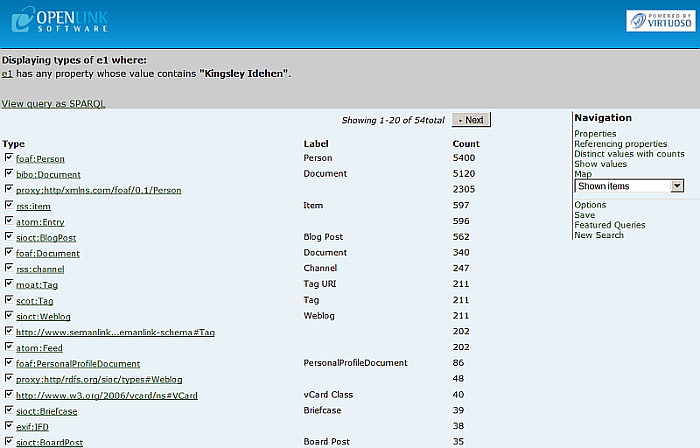 OPENLINK
SOFTWARE
POWERED BY
VIRTUOSO
Displaying types of e1 where:
e1 has any property whose value contains "Kingsley Idehen".
View query as SPARQL
Showing 1-20 of 54total - Next
Type Label Count
foaf:Person Person 5400
bibo:Document Document 5120
proxy:http/xmlns.com/foaf/0.1/Person 2305
rss:item Item 597
atom:Entry 596
sioct:BlogPost Blog Post 562
foaf:Document Document 340
rss:channel Channel 247
moat:Tag Tag URI 211
scot:Tag Tag 211
sioct:Weblog Weblog 211
http://www.semanlink...emanlink-schema#Tag 202
atom:Feed 202
foaf:PersonalProfileDocument PersonalProfileDocument 86
proxy:http/rdfs.org/sioc/types#Weblog 48
http://www.w3.org/2006/vcard/ns#VCard vCard Class 40
sioct:Briefcase Briefcase 39
exif:IFD 38
sioct:BoardPost Board Post 35
Navigation
Properties
Referencing properties
Distinct values with counts
Show values
Map
Shown items
Options
Save
Featured Queries
New Search